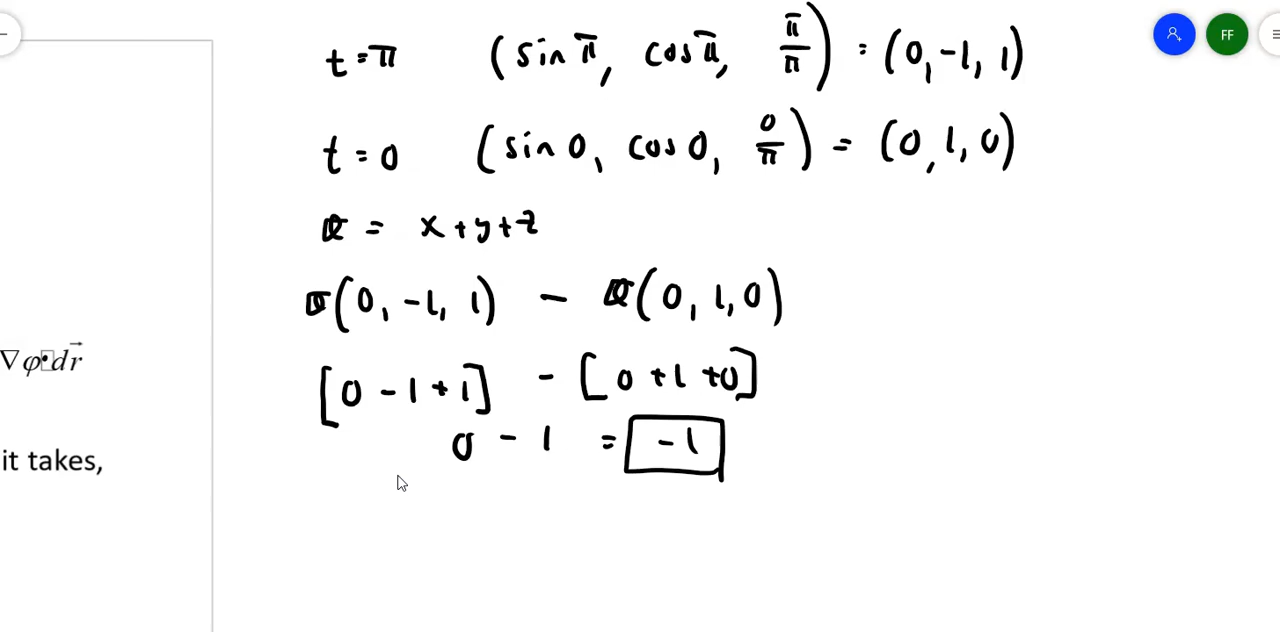 FF
t = π (sin π, cos π, π/π) = (0, -1, 1)
t = 0 (sin 0, cos 0, 0/π) = (0, 1, 0)
φ = x + y + z
φ(0, -1, 1) - φ(0, 1, 0)
∇φ•dr⃗
[0 - 1 + 1] - [0 + 1 + 0]
0 - 1 = -1
it takes,